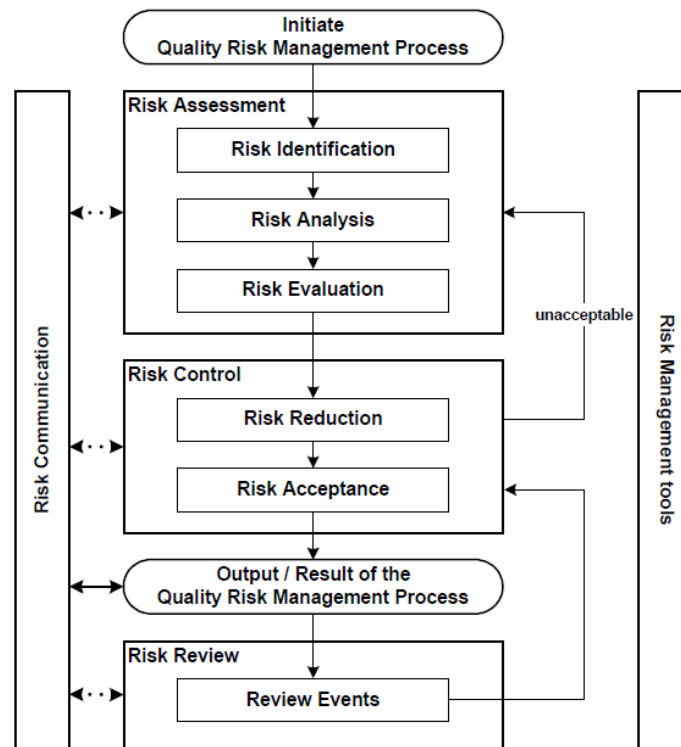 Initiate
Quality Risk Management Process
Risk Assessment
Risk Identification
Risk Analysis
Risk Evaluation
unacceptable
Risk Communication
Risk Management tools
Risk Control
Risk Reduction
Risk Acceptance
Output / Result of the
Quality Risk Management Process
Risk Review
Review Events